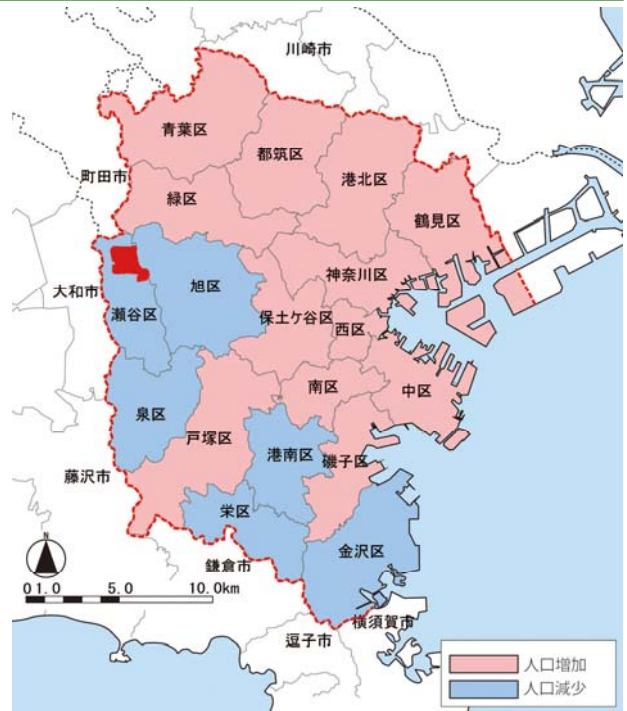 川崎市
青葉区
都筑区
港北区
町田市
緑区
鶴見区
神奈川区
旭区
大和市
瀬谷区
保土ケ谷区
西区
南区
中区
泉区
戸塚区
港南区
磯子区
藤沢市
栄区
金沢区
N
鎌倉市
0 1.0 5.0 10.0km
横須賀市
逗子市
人口増加
人口減少